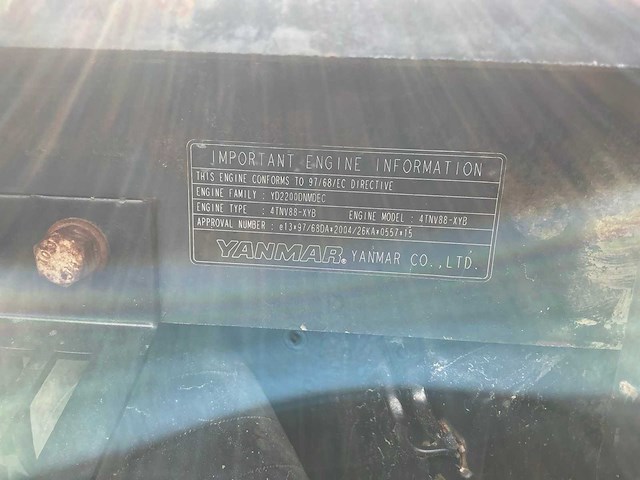 IMPORTANT ENGINE INFORMATION
THIS ENGINE CONFORMS TO 97/68/EC DIRECTIVE
ENGINE FAMILY : YD2200DNMDEC
ENGINE TYPE : 4TNV88-XYB ENGINE MODEL : 4TNV88-XYB
APPROVAL NUMBER : e13*97/68DA*2004/26KA*0557*15
YANMAR® YANMAR CO.,LTD.